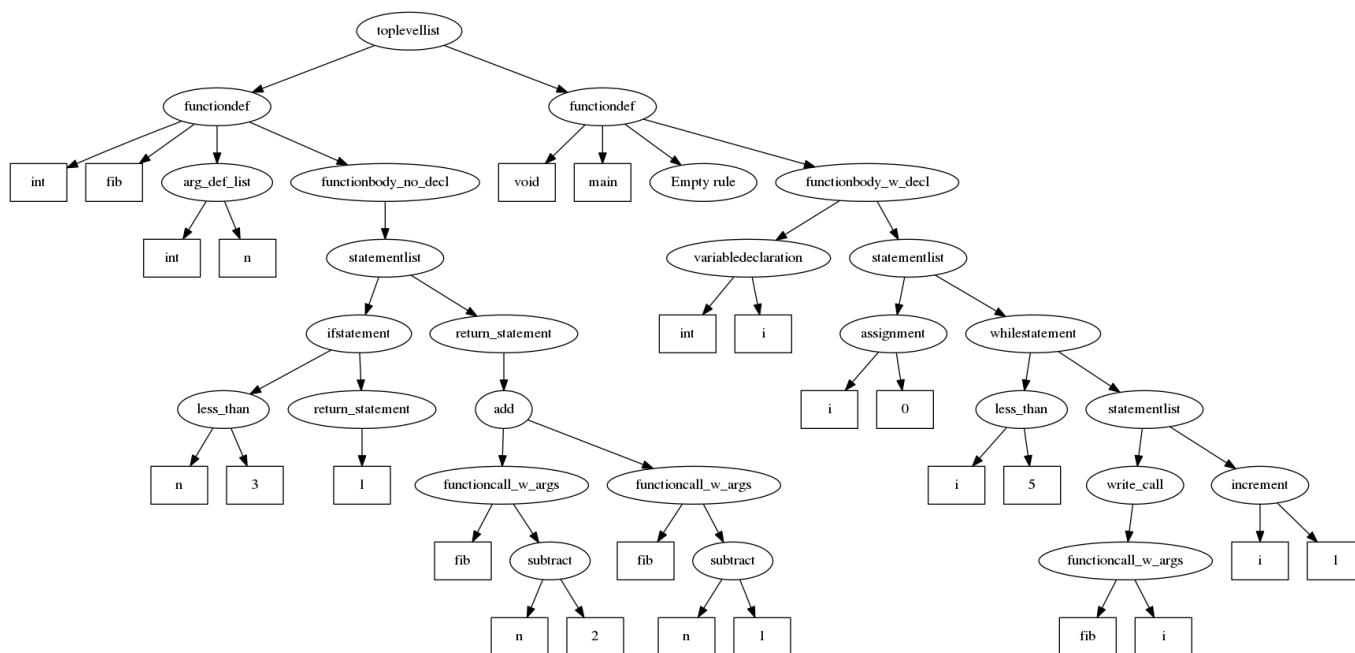 toplevellist
functiondef functiondef
int fib arg_def_list functionbody_no_decl void main Empty rule functionbody_w_decl
int n statementlist variabledeclaration statementlist
ifstatement return_statement int i assignment whilestatement
less_than return_statement add i 0 less_than statementlist
n 3 1 functioncall_w_args functioncall_w_args i 5 write_call increment
fib subtract fib subtract functioncall_w_args i 1
n 2 n 1 fib i